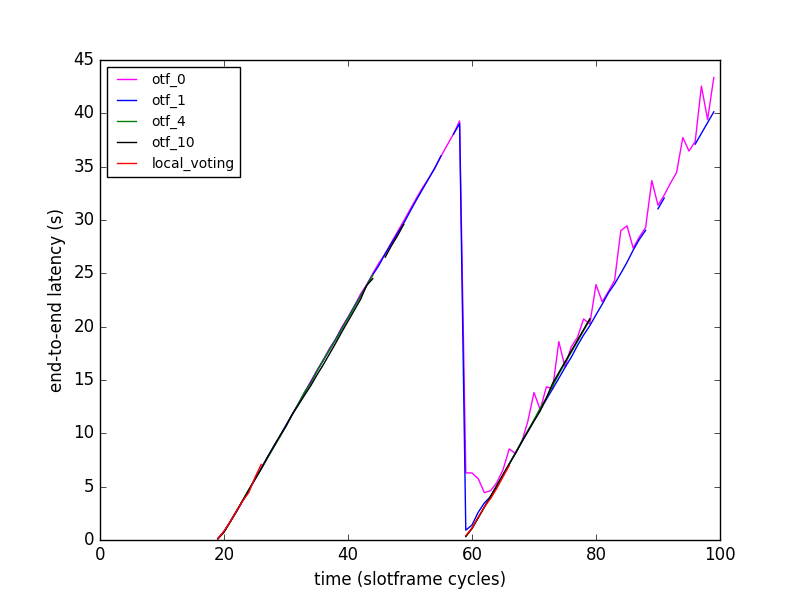 45
40
35
30
25
20
15
10
5
0
otf_0
otf_1
otf_4
otf_10
local_voting
end-to-end latency (s)
0 20 40 60 80 100
time (slotframe cycles)